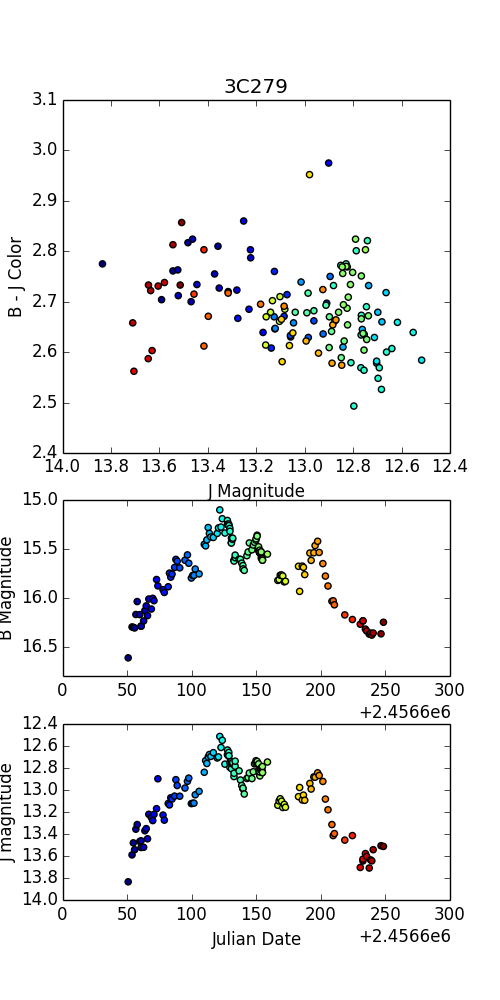 3C279
3.1
3.0
2.9
2.8
2.7
2.6
2.5
2.4
B - J Color
14.0 13.8 13.6 13.4 13.2 13.0 12.8 12.6 12.4
J Magnitude
15.0
15.5
16.0
16.5
B Magnitude
0 50 100 150 200 250 300
+2.4566e6
12.4
12.6
12.8
13.0
13.2
13.4
13.6
13.8
14.0
J magnitude
0 50 100 150 200 250 300
Julian Date
+2.4566e6